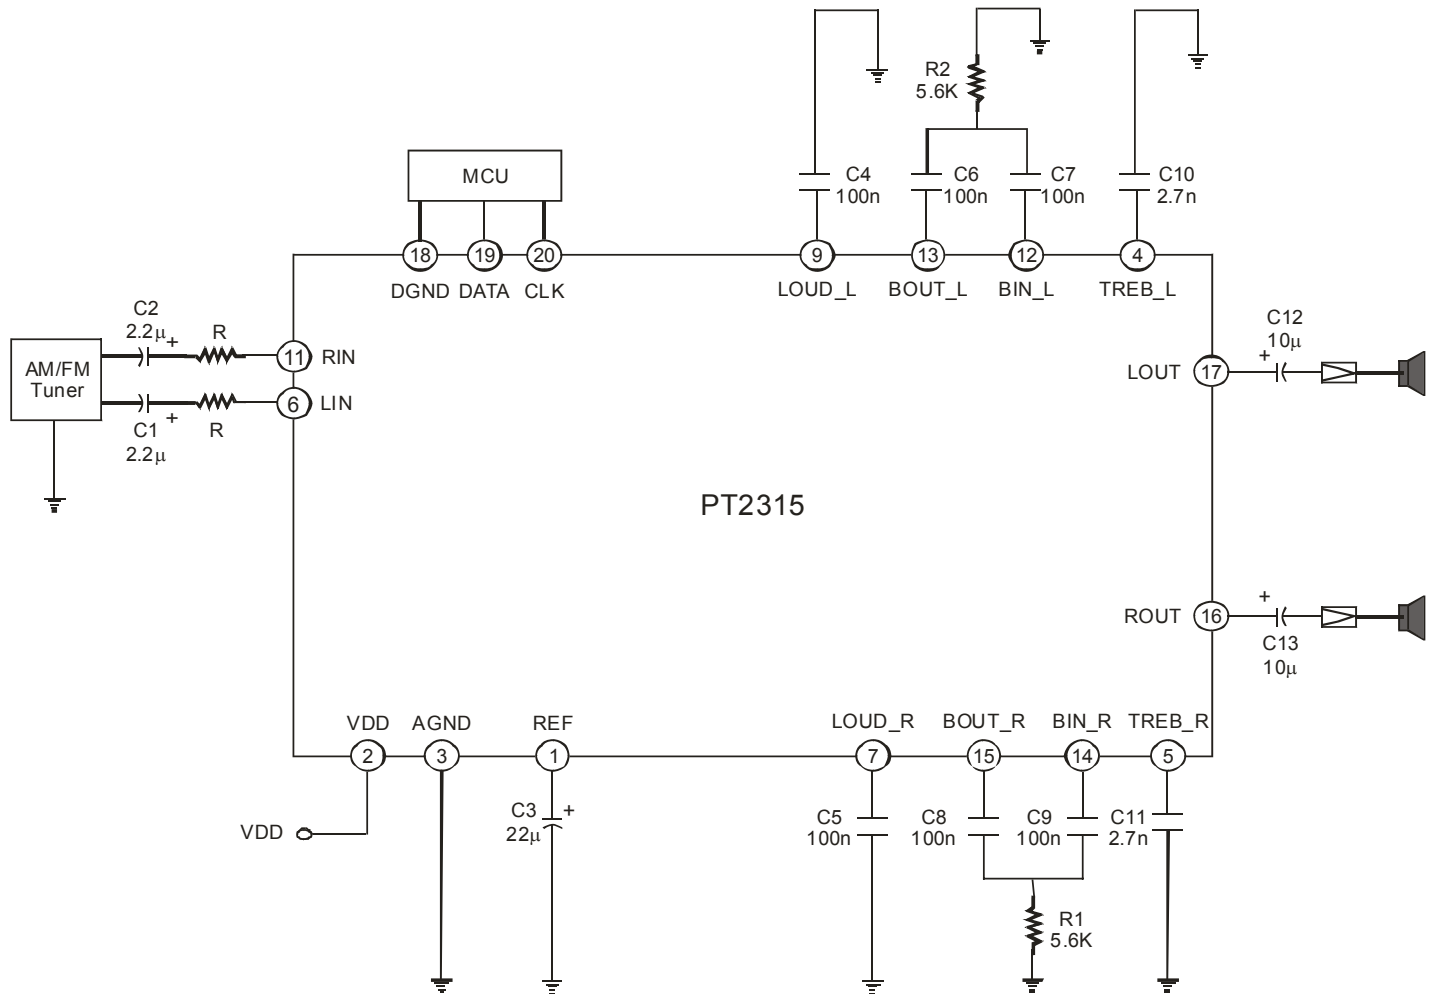 R2
5.6K
MCU
C4
100n
C6
100n
C7
100n
C10
2.7n
18
19
20
9
13
12
4
DGND
DATA
CLK
LOUD_L
BOUT_L
BIN_L
TREB_L
C2
2.2μ
+
R
AM/FM
Tuner
11
RIN
6
LIN
+
C1
2.2μ
R
C12
10μ
+
LOUT
17
PT2315
ROUT
16
+
C13
10μ
VDD
AGND
REF
LOUD_R
BOUT_R
BIN_R
TREB_R
2
3
1
7
15
14
5
VDD
C3
22μ
+
C5
100n
C8
100n
C9
100n
C11
2.7n
R1
5.6K